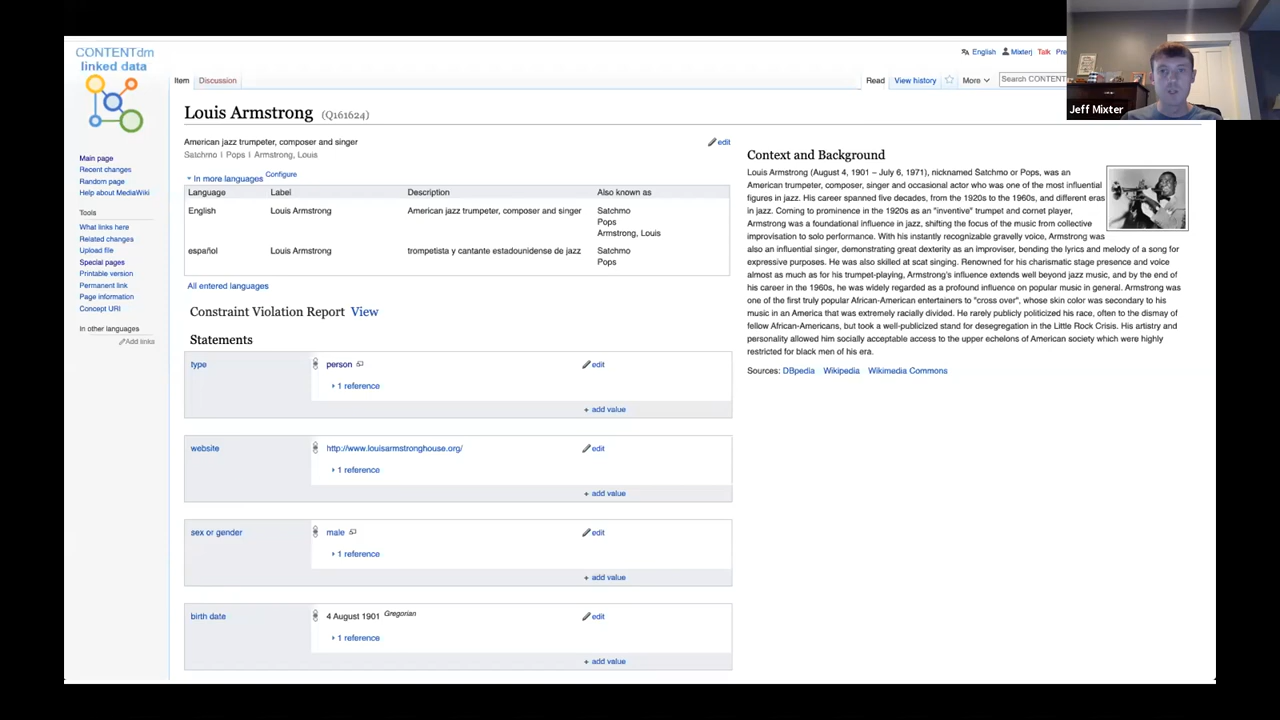 CONTENTdm
linked data
English Mixterj Talk Pre
Item Discussion Read View history More Search CONTENT
Jeff Mixter
Louis Armstrong (Q161624)
American jazz trumpeter, composer and singer edit
Satchmo | Pops | Armstrong, Louis
In more languages Configure
Language Label Description Also known as
English Louis Armstrong American jazz trumpeter, composer and singer Satchmo
Pops
Armstrong, Louis
español Louis Armstrong trompetista y cantante estadounidense de jazz Satchmo
Pops
All entered languages
Constraint Violation Report View
Statements
type person edit
1 reference
+ add value
website http://www.louisarmstronghouse.org/ edit
1 reference
+ add value
sex or gender male edit
1 reference
+ add value
birth date 4 August 1901 Gregorian edit
1 reference
+ add value
Main page
Recent changes
Random page
Help about MediaWiki
Tools
What links here
Related changes
Upload file
Special pages
Printable version
Permanent link
Page information
Concept URI
In other languages
Add links
Context and Background
Louis Armstrong (August 4, 1901 – July 6, 1971), nicknamed Satchmo or Pops, was an
American trumpeter, composer, singer and occasional actor who was one of the most influential
figures in jazz. His career spanned five decades, from the 1920s to the 1960s, and different eras
in jazz. Coming to prominence in the 1920s as an "inventive" trumpet and cornet player,
Armstrong was a foundational influence in jazz, shifting the focus of the music from collective
improvisation to solo performance. With his instantly recognizable gravelly voice, Armstrong was
also an influential singer, demonstrating great dexterity as an improviser, bending the lyrics and melody of a song for
expressive purposes. He was also skilled at scat singing. Renowned for his charismatic stage presence and voice
almost as much as for his trumpet-playing, Armstrong's influence extends well beyond jazz music, and by the end of
his career in the 1960s, he was widely regarded as a profound influence on popular music in general. Armstrong was
one of the first truly popular African-American entertainers to "cross over", whose skin color was secondary to his
music in an America that was extremely racially divided. He rarely publicly politicized his race, often to the dismay of
fellow African-Americans, but took a well-publicized stand for desegregation in the Little Rock Crisis. His artistry and
personality allowed him socially acceptable access to the upper echelons of American society which were highly
restricted for black men of his era.
Sources: DBpedia Wikipedia Wikimedia Commons